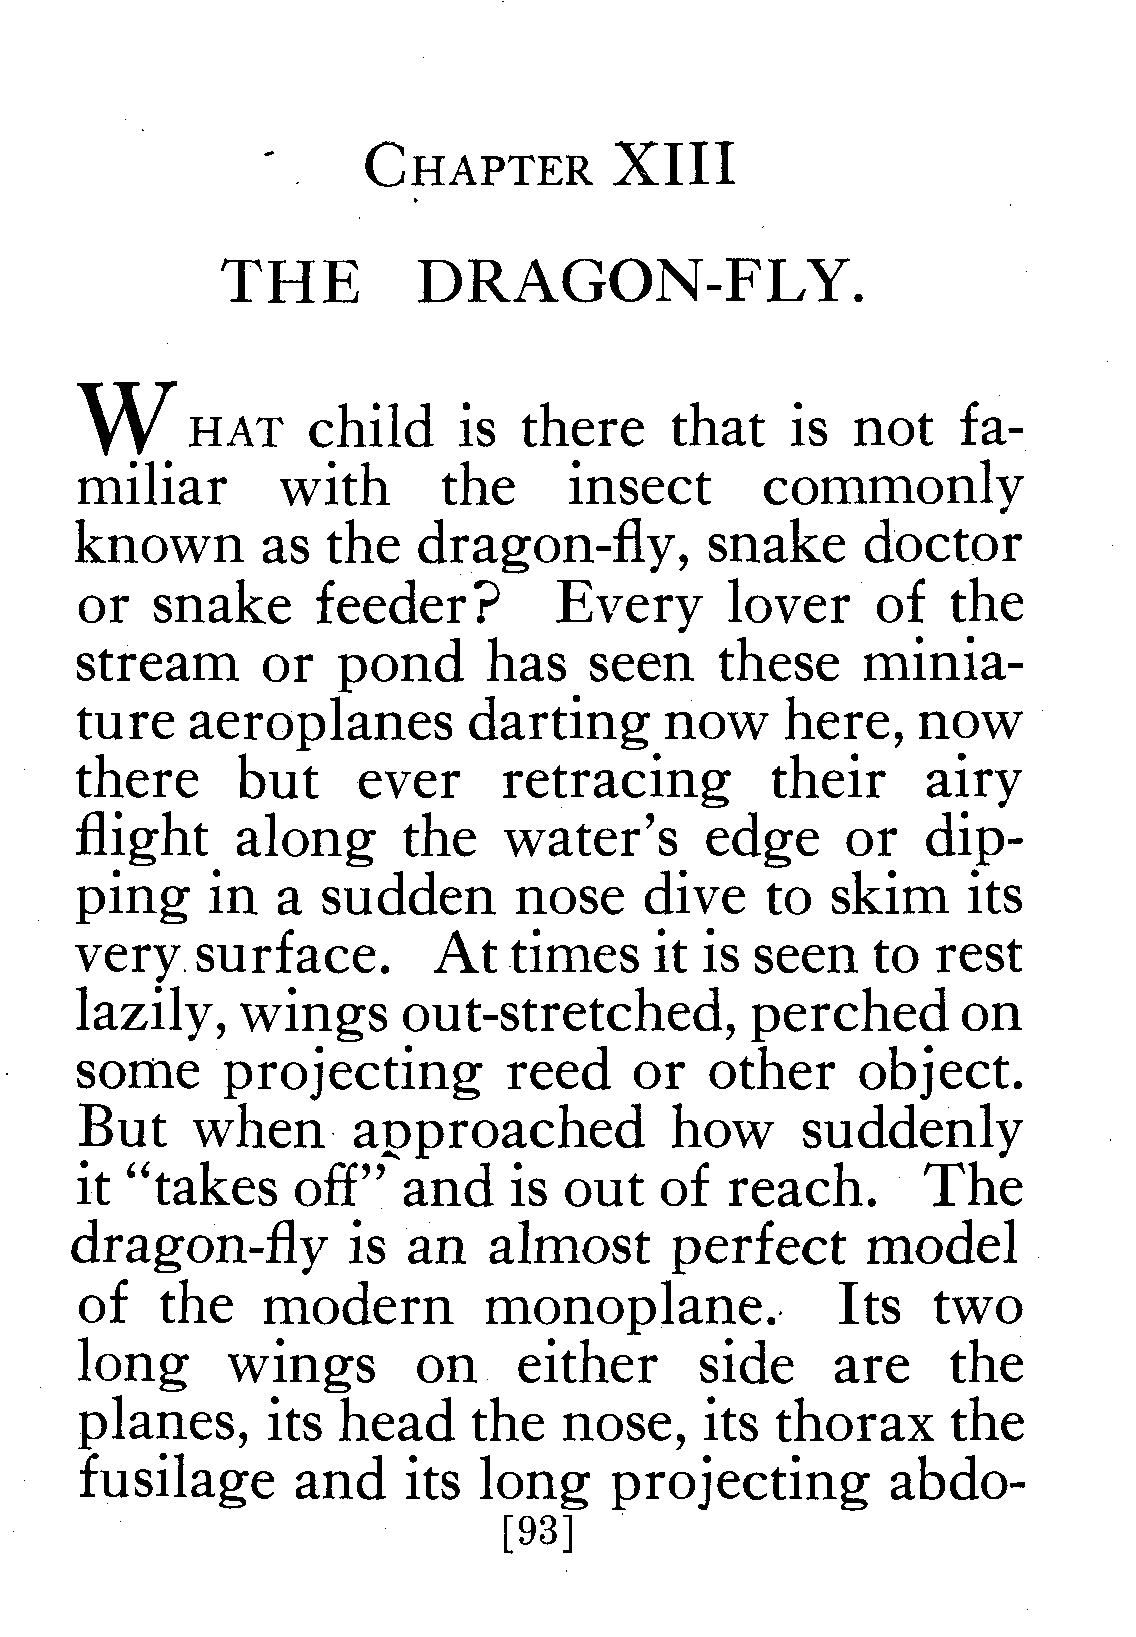 CHAPTER XIII
THE DRAGON-FLY.
WHAT child is there that is not fa-
miliar with the insect commonly
known as the dragon-fly, snake doctor
or snake feeder? Every lover of the
stream or pond has seen these minia-
ture aeroplanes darting now here, now
there but ever retracing their airy
flight along the water's edge or dip-
ping in a sudden nose dive to skim its
very surface. At times it is seen to rest
lazily, wings out-stretched, perched on
some projecting reed or other object.
But when approached how suddenly
it “takes off” and is out of reach. The
dragon-fly is an almost perfect model
of the modern monoplane. Its two
long wings on either side are the
planes, its head the nose, its thorax the
fusilage and its long projecting abdo-
[93]